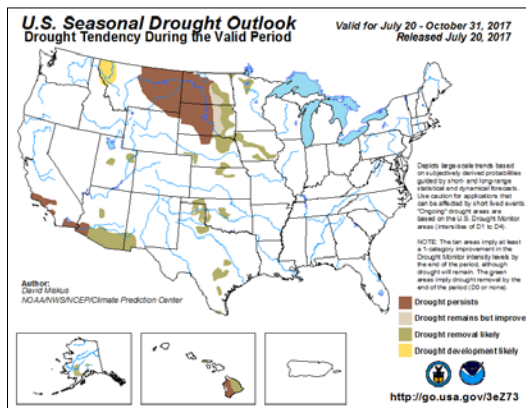 U.S. Seasonal Drought Outlook
Drought Tendency During the Valid Period
Valid for July 20 - October 31, 2017
Released July 20, 2017
Depicts large-scale trends based
on subjectively derived probabilities
guided by short- and long-range
statistical and dynamical forecasts.
Use caution for applications that
can be affected by short lived events.
"Ongoing" drought areas are
based on the U.S. Drought Monitor
areas (intensities of D1 to D4).
NOTE: The tan areas imply at least
a 1-category improvement in the
Drought Monitor intensity levels by
the end of the period, although
drought will remain. The green
areas imply drought removal by the
end of the period (D0 or none).
Author:
David Miskus
NOAA/NWS/NCEP/Climate Prediction Center
Drought persists
Drought remains but improves
Drought removal likely
Drought development likely
http://go.usa.gov/3eZ73